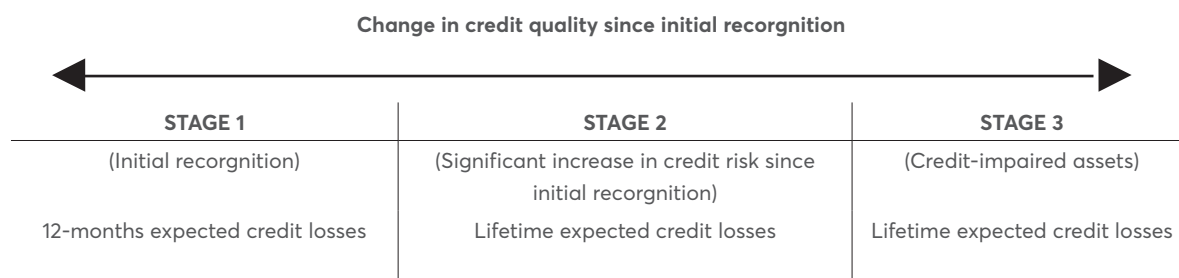 Change in credit quality since initial recorgnition
STAGE 1
STAGE 2
STAGE 3
(Initial recorgnition)
(Significant increase in credit risk since
initial recorgnition)
(Credit-impaired assets)
12-months expected credit losses
Lifetime expected credit losses
Lifetime expected credit losses